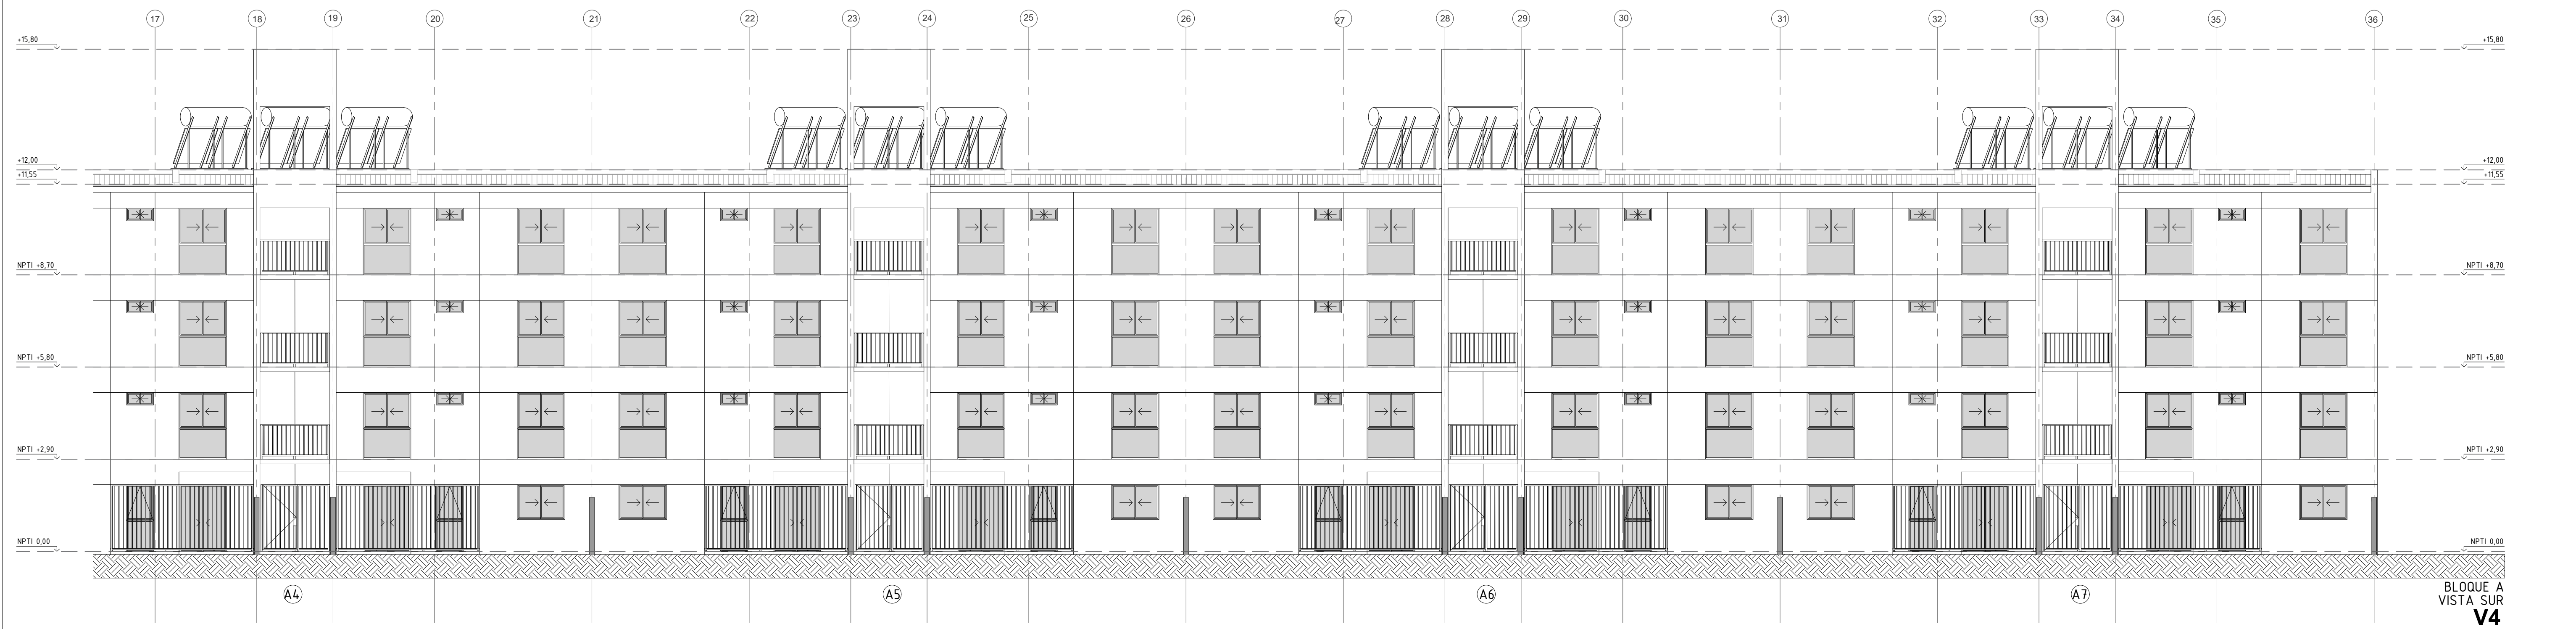 17 18 19 20 21 22 23 24 25 26 27 28 29 30 31 32 33 34 35 36
+15,80 +15,80
+12,00 +12,00
+11,55 +11,55
NPTI +8,70 NPTI +8,70
NPTI +5,80 NPTI +5,80
NPTI +2,90 NPTI +2,90
NPTI 0,00 NPTI 0,00
A4 A5 A6 A7
BLOQUE A
VISTA SUR
V4